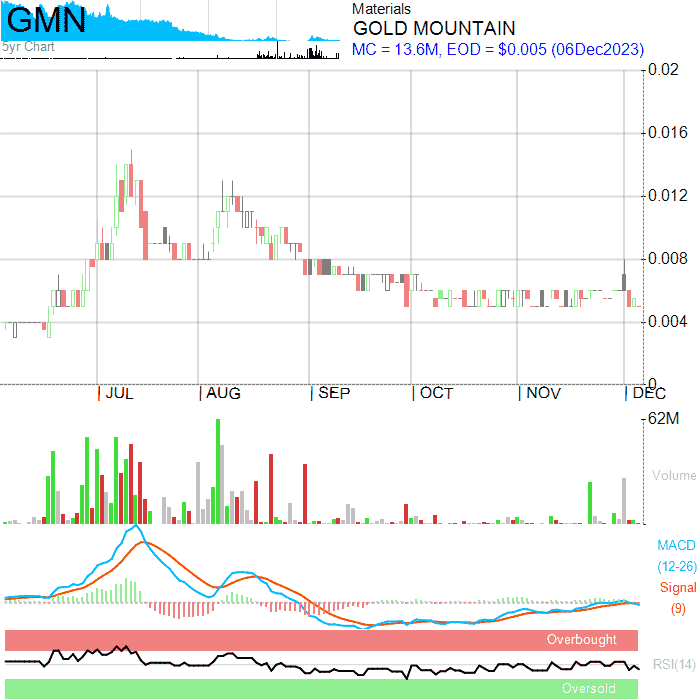 GMN
5yr Chart
Materials
GOLD MOUNTAIN
MC = 13.6M, EOD = $0.005 (06Dec2023)
0.02
0.016
0.012
0.008
0.004
0
JUL AUG SEP OCT NOV DEC
62M
Volume
MACD
(12-26)
Signal
(9)
Overbought
RSI(14)
Oversold